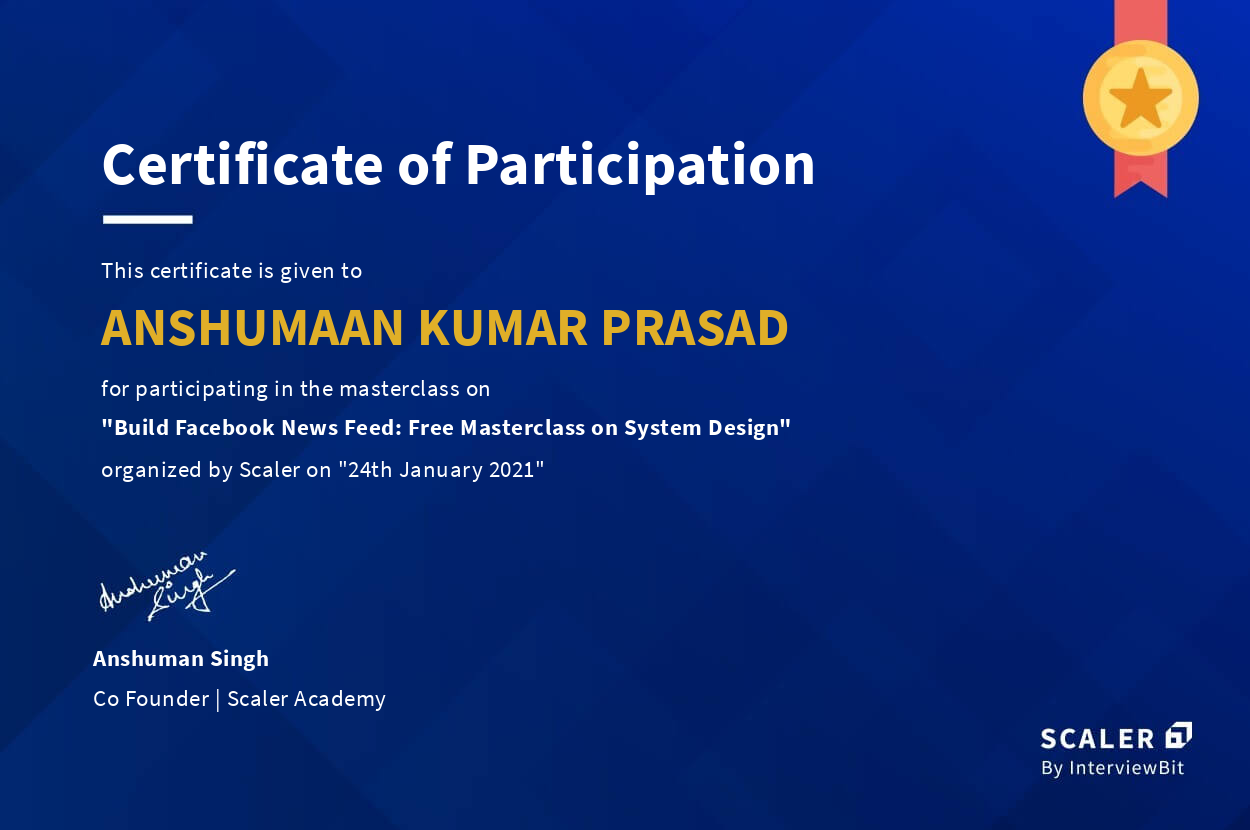 Certificate of Participation
This certificate is given to
ANSHUMAAN KUMAR PRASAD
for participating in the masterclass on
"Build Facebook News Feed: Free Masterclass on System Design"
organized by Scaler on "24th January 2021"
Anshuman
Singh
Anshuman Singh
Co Founder | Scaler Academy
SCALER
By InterviewBit